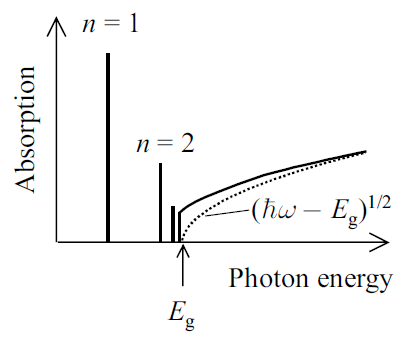 n = 1
Absorption
n = 2
(ħω − E_g)^{1/2}
Photon energy
E_g